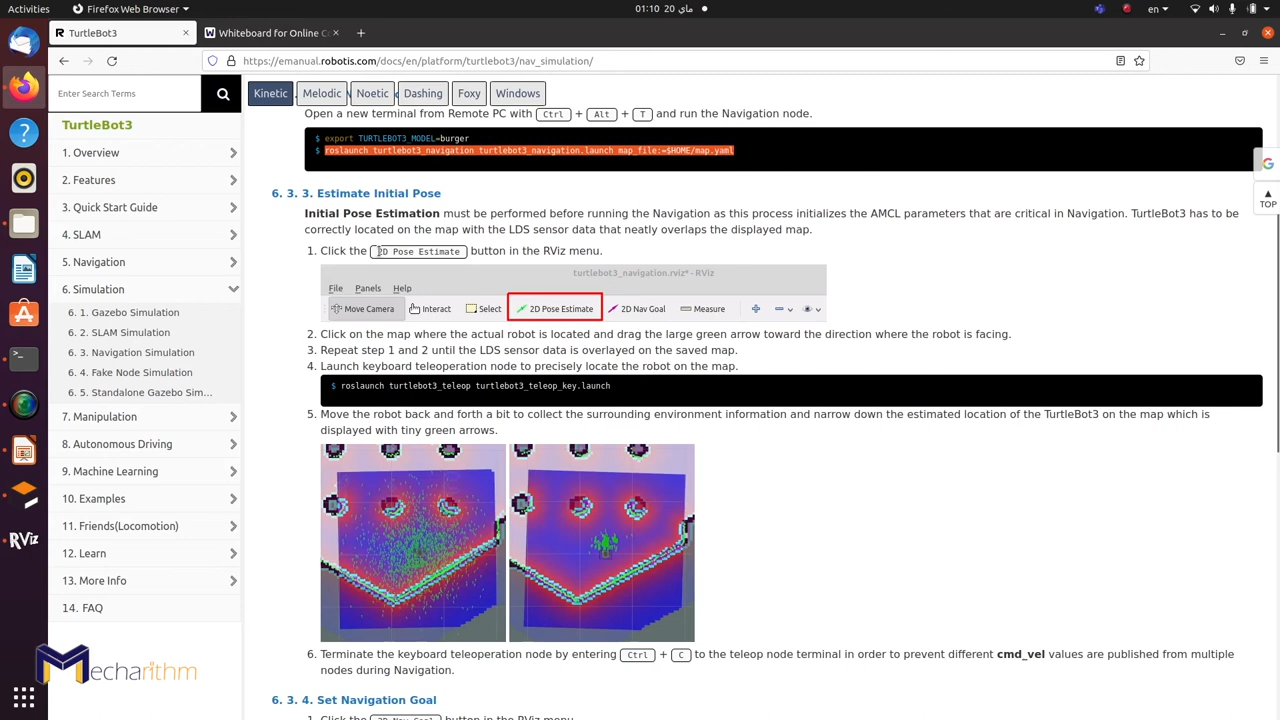 Activities
Firefox Web Browser
01:10 20 ماي
en
TurtleBot3
Whiteboard for Online C
https://emanual.robotis.com/docs/en/platform/turtlebot3/nav_simulation/
Enter Search Terms
Kinetic
Melodic
Noetic
Dashing
Foxy
Windows
TurtleBot3
1. Overview
2. Features
3. Quick Start Guide
4. SLAM
5. Navigation
6. Simulation
6. 1. Gazebo Simulation
6. 2. SLAM Simulation
6. 3. Navigation Simulation
6. 4. Fake Node Simulation
6. 5. Standalone Gazebo Sim...
7. Manipulation
8. Autonomous Driving
9. Machine Learning
10. Examples
11. Friends(Locomotion)
12. Learn
13. More Info
14. FAQ
RViz
Mecharithm
Open a new terminal from Remote PC with Ctrl + Alt + T and run the Navigation node.
$ export TURTLEBOT3_MODEL=burger
$ roslaunch turtlebot3_navigation turtlebot3_navigation.launch map_file:=$HOME/map.yaml
TOP
6. 3. 3. Estimate Initial Pose
Initial Pose Estimation must be performed before running the Navigation as this process initializes the AMCL parameters that are critical in Navigation. TurtleBot3 has to be
correctly located on the map with the LDS sensor data that neatly overlaps the displayed map.
1. Click the 2D Pose Estimate button in the RViz menu.
turtlebot3_navigation.rviz* - RViz
File Panels Help
Move Camera Interact Select 2D Pose Estimate 2D Nav Goal Measure
2. Click on the map where the actual robot is located and drag the large green arrow toward the direction where the robot is facing.
3. Repeat step 1 and 2 until the LDS sensor data is overlayed on the saved map.
4. Launch keyboard teleoperation node to precisely locate the robot on the map.
$ roslaunch turtlebot3_teleop turtlebot3_teleop_key.launch
5. Move the robot back and forth a bit to collect the surrounding environment information and narrow down the estimated location of the TurtleBot3 on the map which is
displayed with tiny green arrows.
6. Terminate the keyboard teleoperation node by entering Ctrl + C to the teleop node terminal in order to prevent different cmd_vel values are published from multiple
nodes during Navigation.
6. 3. 4. Set Navigation Goal
1. Click the 2D Nav Goal button in the RViz menu.